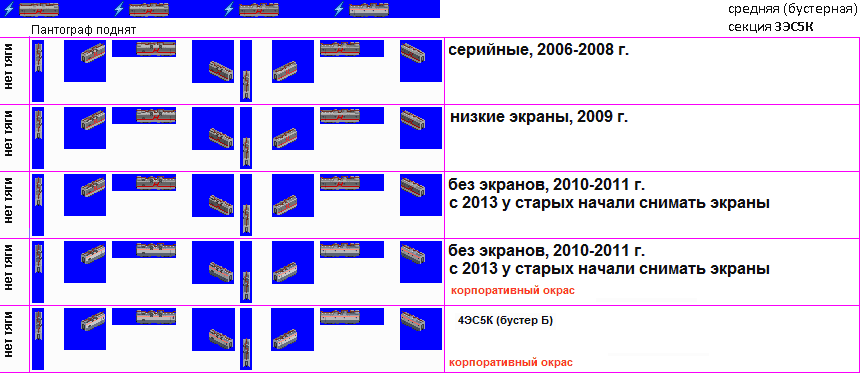 средняя (бустерная)
секция 3ЭС5К
Пантограф поднят
нет тяги
серийные, 2006-2008 г.
нет тяги
низкие экраны, 2009 г.
нет тяги
без экранов, 2010-2011 г.
с 2013 у старых начали снимать экраны
нет тяги
без экранов, 2010-2011 г.
с 2013 у старых начали снимать экраны
корпоративный окрас
нет тяги
4ЭС5К (бустер Б)
корпоративный окрас